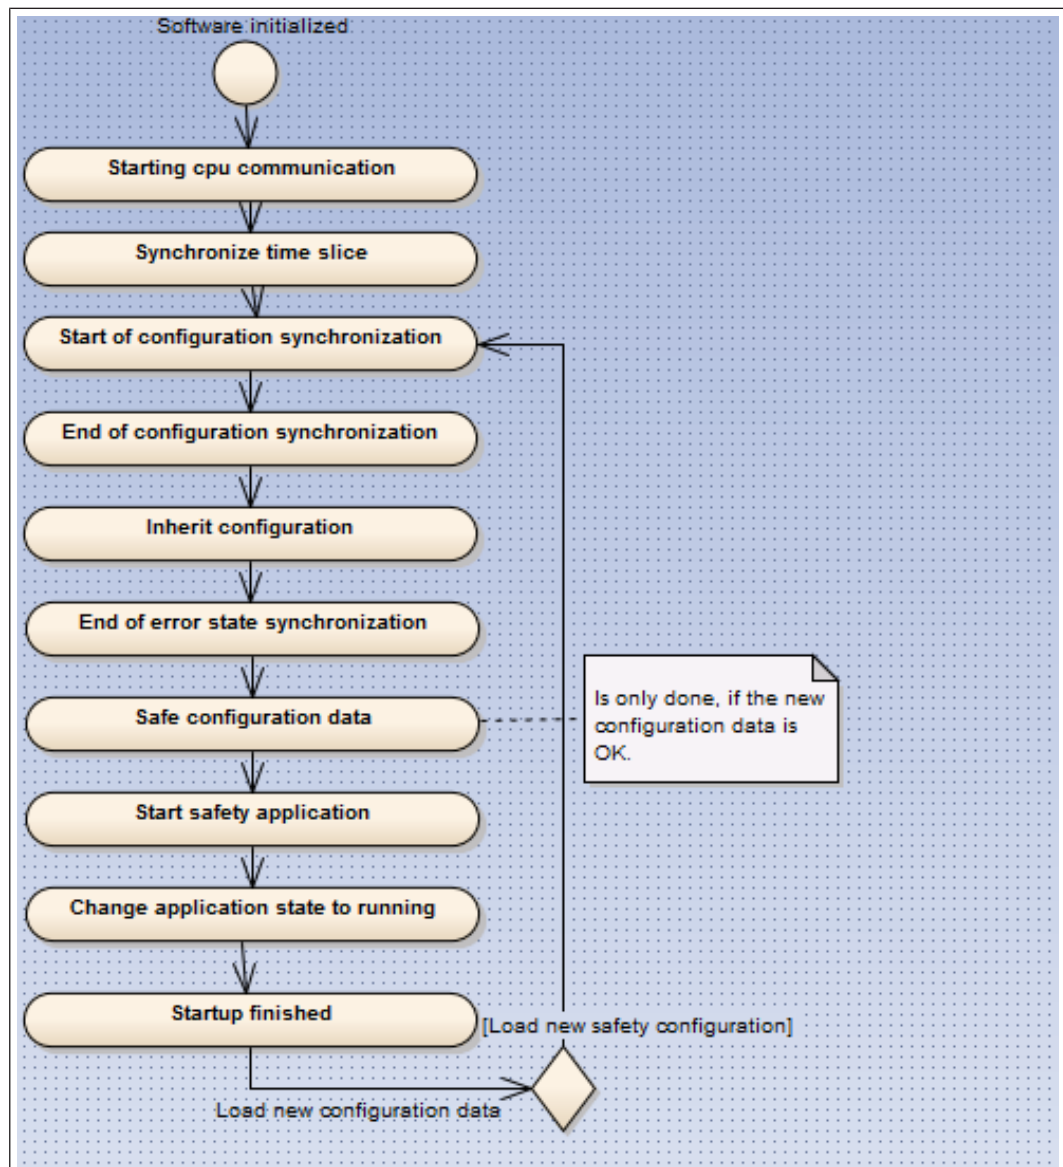 Software initialized
Starting cpu communication
Synchronize time slice
Start of configuration synchronization
End of configuration synchronization
Inherit configuration
End of error state synchronization
Safe configuration data
Is only done, if the new
configuration data is
OK.
Start safety application
Change application state to running
Startup finished
[Load new safety configuration]
Load new configuration data